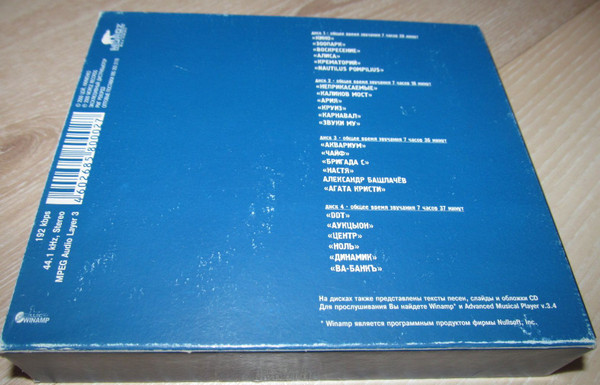 диск 1 - общее время звучания 7 часов 26 минут
«КИНО»
«ЗООПАРК»
«ВОСКРЕСЕНИЕ»
«АЛИСА»
«КРЕМАТОРИЙ»
«NAUTILUS POMPILIUS»
диск 2 - общее время звучания 7 часов 16 минут
«НЕПРИКАСАЕМЫЕ»
«КАЛИНОВ МОСТ»
«АРИЯ»
«КРУИЗ»
«КАРНАВАЛ»
«ЗВУКИ МУ»
диск 3 - общее время звучания 7 часов 36 минут
«АКВАРИУМ»
«ЧАЙФ»
«БРИГАДА С»
«НАСТЯ»
АЛЕКСАНДР БАШЛАЧЁВ
«АГАТА КРИСТИ»
диск 4 - общее время звучания 7 часов 37 минут
«DDT»
«АУКЦЫОН»
«ЦЕНТР»
«НОЛЬ»
«ДИНАМИК»
«ВА-БАНКЪ»
На дисках также представлены тексты песен, слайды и обложки CD
Для прослушивания Вы найдете Winamp* и Advanced Musical Player v.3.4
* Winamp является программным продуктом фирмы Nullsoft, Inc.
192 kbps
44.1 kHz, Stereo
MPEG Audio Layer 3
WINAMP